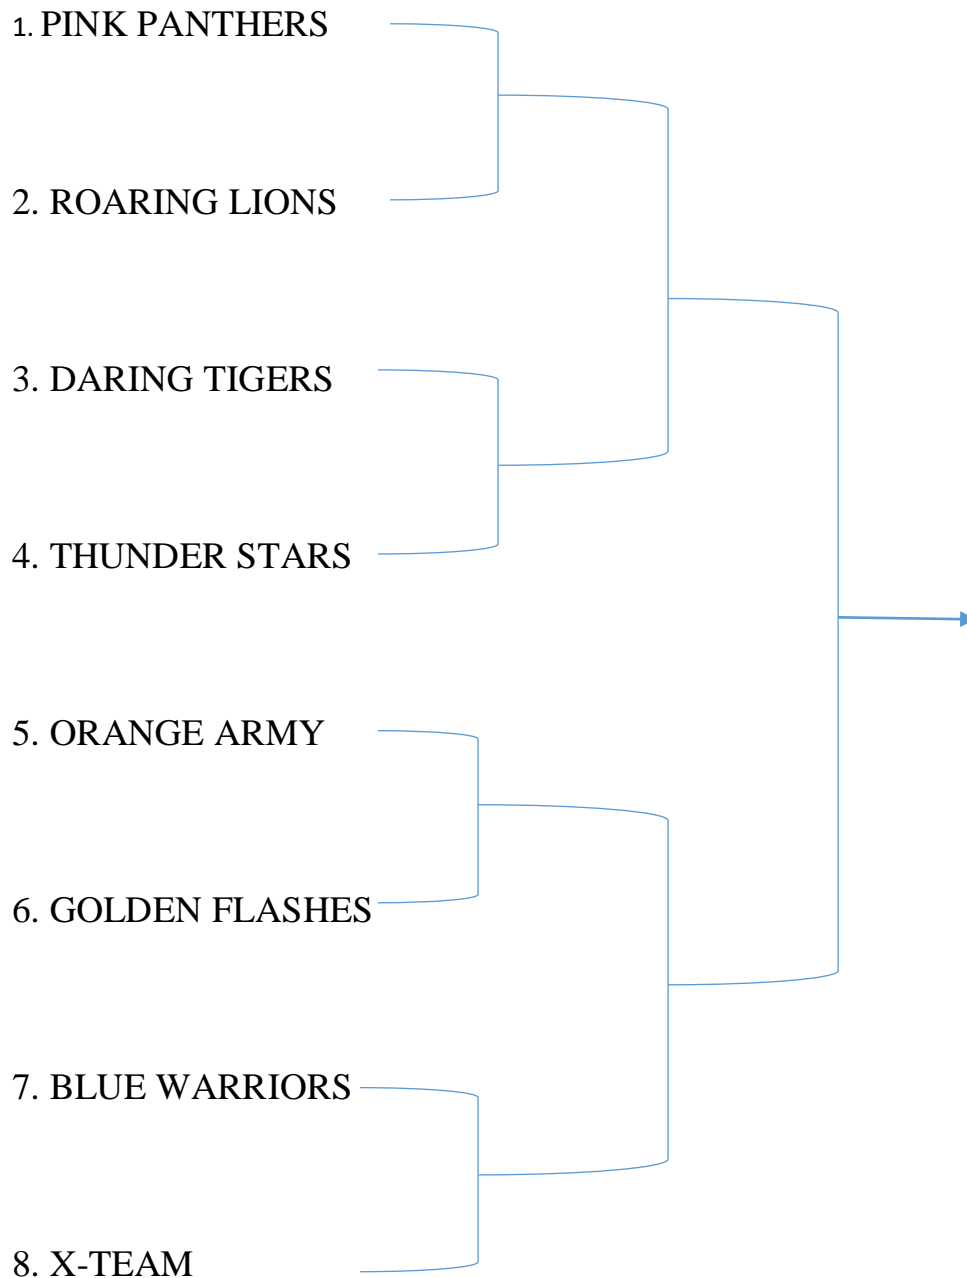 1. PINK PANTHERS
2. ROARING LIONS
3. DARING TIGERS
4. THUNDER STARS
5. ORANGE ARMY
6. GOLDEN FLASHES
7. BLUE WARRIORS
8. X-TEAM